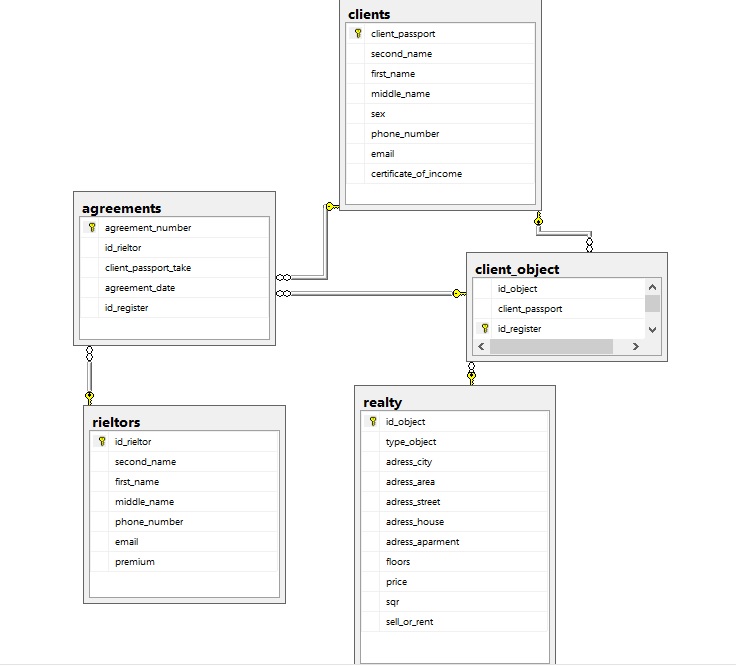 clients
client_passport
second_name
first_name
middle_name
sex
phone_number
email
certificate_of_income
agreements
agreement_number
id_rieltor
client_passport_take
agreement_date
id_register
client_object
id_object
client_passport
id_register
rieltors
id_rieltor
second_name
first_name
middle_name
phone_number
email
premium
realty
id_object
type_object
adress_city
adress_area
adress_street
adress_house
adress_aparment
floors
price
sqr
sell_or_rent